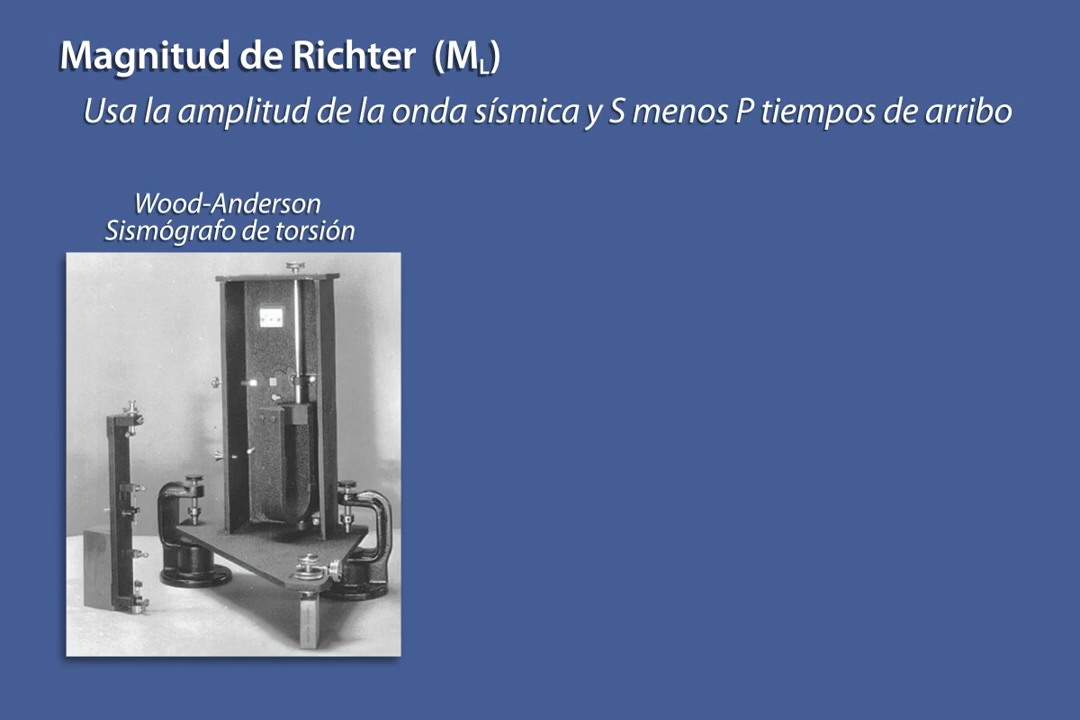 Magnitud de Richter (ML)
Usa la amplitud de la onda sísmica y S menos P tiempos de arribo
Wood-Anderson
Sismógrafo de torsión